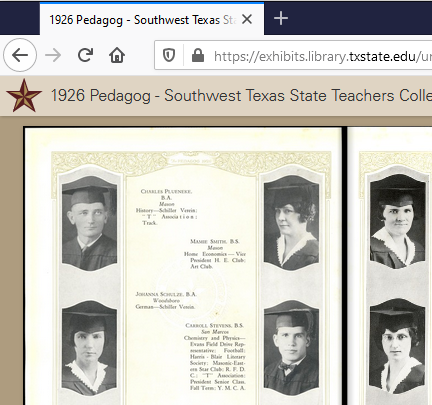 1926 Pedagog - Southwest Texas St
https://exhibits.library.txstate.edu/ur
1926 Pedagog - Southwest Texas State Teachers Colle
CHARLES PLUENEKE,
B.A.
Mason
History—Schiller Verein;
"T" Association;
Track.
MAMIE SMITH, B.S.
Mason
Home Economics — Vice
President H. E. Club;
Art Club.
JOHANNA SCHULZE, B.A.
Woodsboro
German—Schiller Verein.
CARROLL STEVENS, B.S.
San Marcos
Chemistry and Physics—
Evans Field Drive Rep-
resentative; Football;
Harris - Blair Literary
Society; Masonic-East-
ern Star Club; R. F. D.
C.; "T" Association;
President Senior Class,
Fall Term; Y. M. C. A.